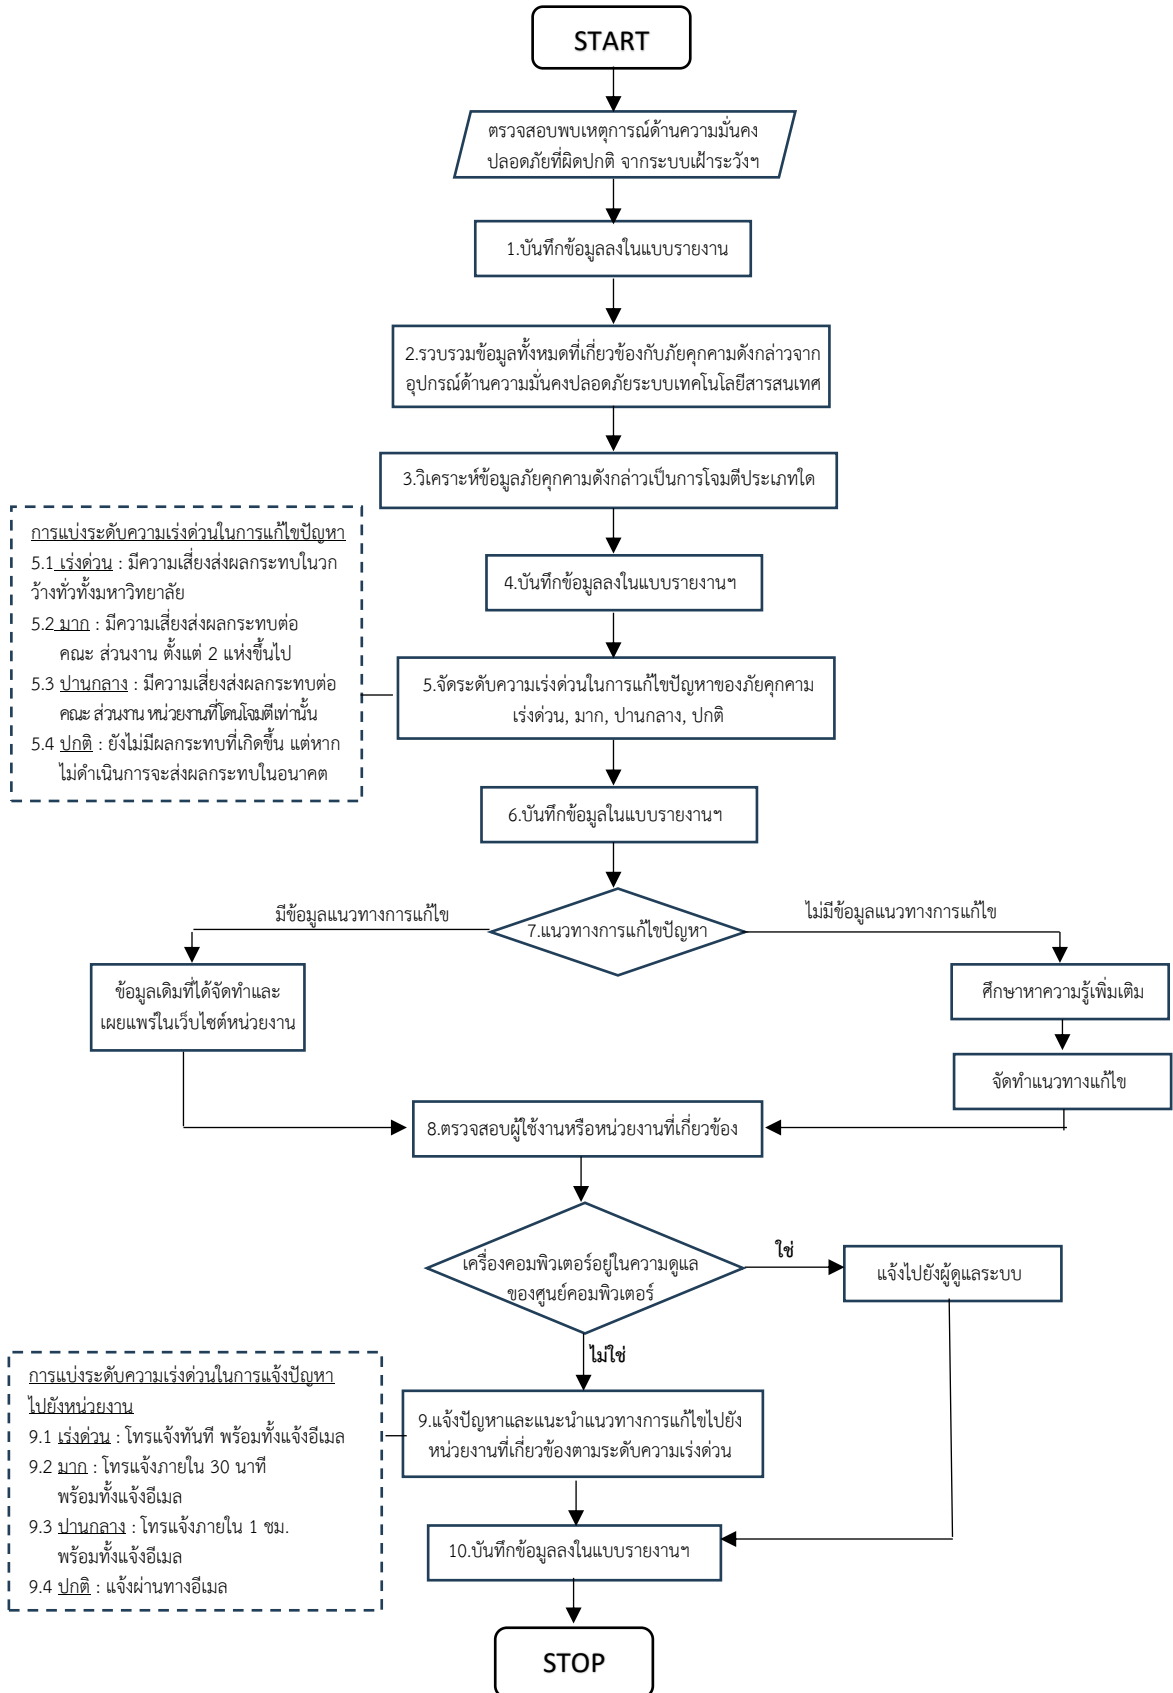 START
ตรวจสอบพบเหตุการณ์ด้านความมั่นคง
ปลอดภัยที่ผิดปกติ จากระบบเฝ้าระวังฯ
1.บันทึกข้อมูลลงในแบบรายงาน
2.รวบรวมข้อมูลทั้งหมดที่เกี่ยวข้องกับภัยคุกคามดังกล่าวจาก
อุปกรณ์ด้านความมั่นคงปลอดภัยระบบเทคโนโลยีสารสนเทศ
3.วิเคราะห์ข้อมูลภัยคุกคามดังกล่าวเป็นการโจมตีประเภทใด
การแบ่งระดับความเร่งด่วนในการแก้ไขปัญหา
5.1 เร่งด่วน : มีความเสี่ยงส่งผลกระทบในวก
ว้างทั่วทั้งมหาวิทยาลัย
5.2 มาก : มีความเสี่ยงส่งผลกระทบต่อ
คณะ ส่วนงาน ตั้งแต่ 2 แห่งขึ้นไป
5.3 ปานกลาง : มีความเสี่ยงส่งผลกระทบต่อ
คณะ ส่วนงาน หน่วยงานที่โดนโจมตีเท่านั้น
5.4 ปกติ : ยังไม่มีผลกระทบที่เกิดขึ้น แต่หาก
ไม่ดำเนินการจะส่งผลกระทบในอนาคต
4.บันทึกข้อมูลลงในแบบรายงานฯ
5.จัดระดับความเร่งด่วนในการแก้ไขปัญหาของภัยคุกคาม
เร่งด่วน, มาก, ปานกลาง, ปกติ
6.บันทึกข้อมูลในแบบรายงานฯ
มีข้อมูลแนวทางการแก้ไข
7.แนวทางการแก้ไขปัญหา
ไม่มีข้อมูลแนวทางการแก้ไข
ข้อมูลเดิมที่ได้จัดทำและ
เผยแพร่ในเว็บไซต์หน่วยงาน
ศึกษาหาความรู้เพิ่มเติม
จัดทำแนวทางแก้ไข
8.ตรวจสอบผู้ใช้งานหรือหน่วยงานที่เกี่ยวข้อง
เครื่องคอมพิวเตอร์อยู่ในความดูแล
ของศูนย์คอมพิวเตอร์
ใช่
แจ้งไปยังผู้ดูแลระบบ
ไม่ใช่
การแบ่งระดับความเร่งด่วนในการแจ้งปัญหา
ไปยังหน่วยงาน
9.1 เร่งด่วน : โทรแจ้งทันที พร้อมทั้งแจ้งอีเมล
9.2 มาก : โทรแจ้งภายใน 30 นาที
พร้อมทั้งแจ้งอีเมล
9.3 ปานกลาง : โทรแจ้งภายใน 1 ชม.
พร้อมทั้งแจ้งอีเมล
9.4 ปกติ : แจ้งผ่านทางอีเมล
9.แจ้งปัญหาและแนะนำแนวทางการแก้ไขไปยัง
หน่วยงานที่เกี่ยวข้องตามระดับความเร่งด่วน
10.บันทึกข้อมูลลงในแบบรายงานฯ
STOP